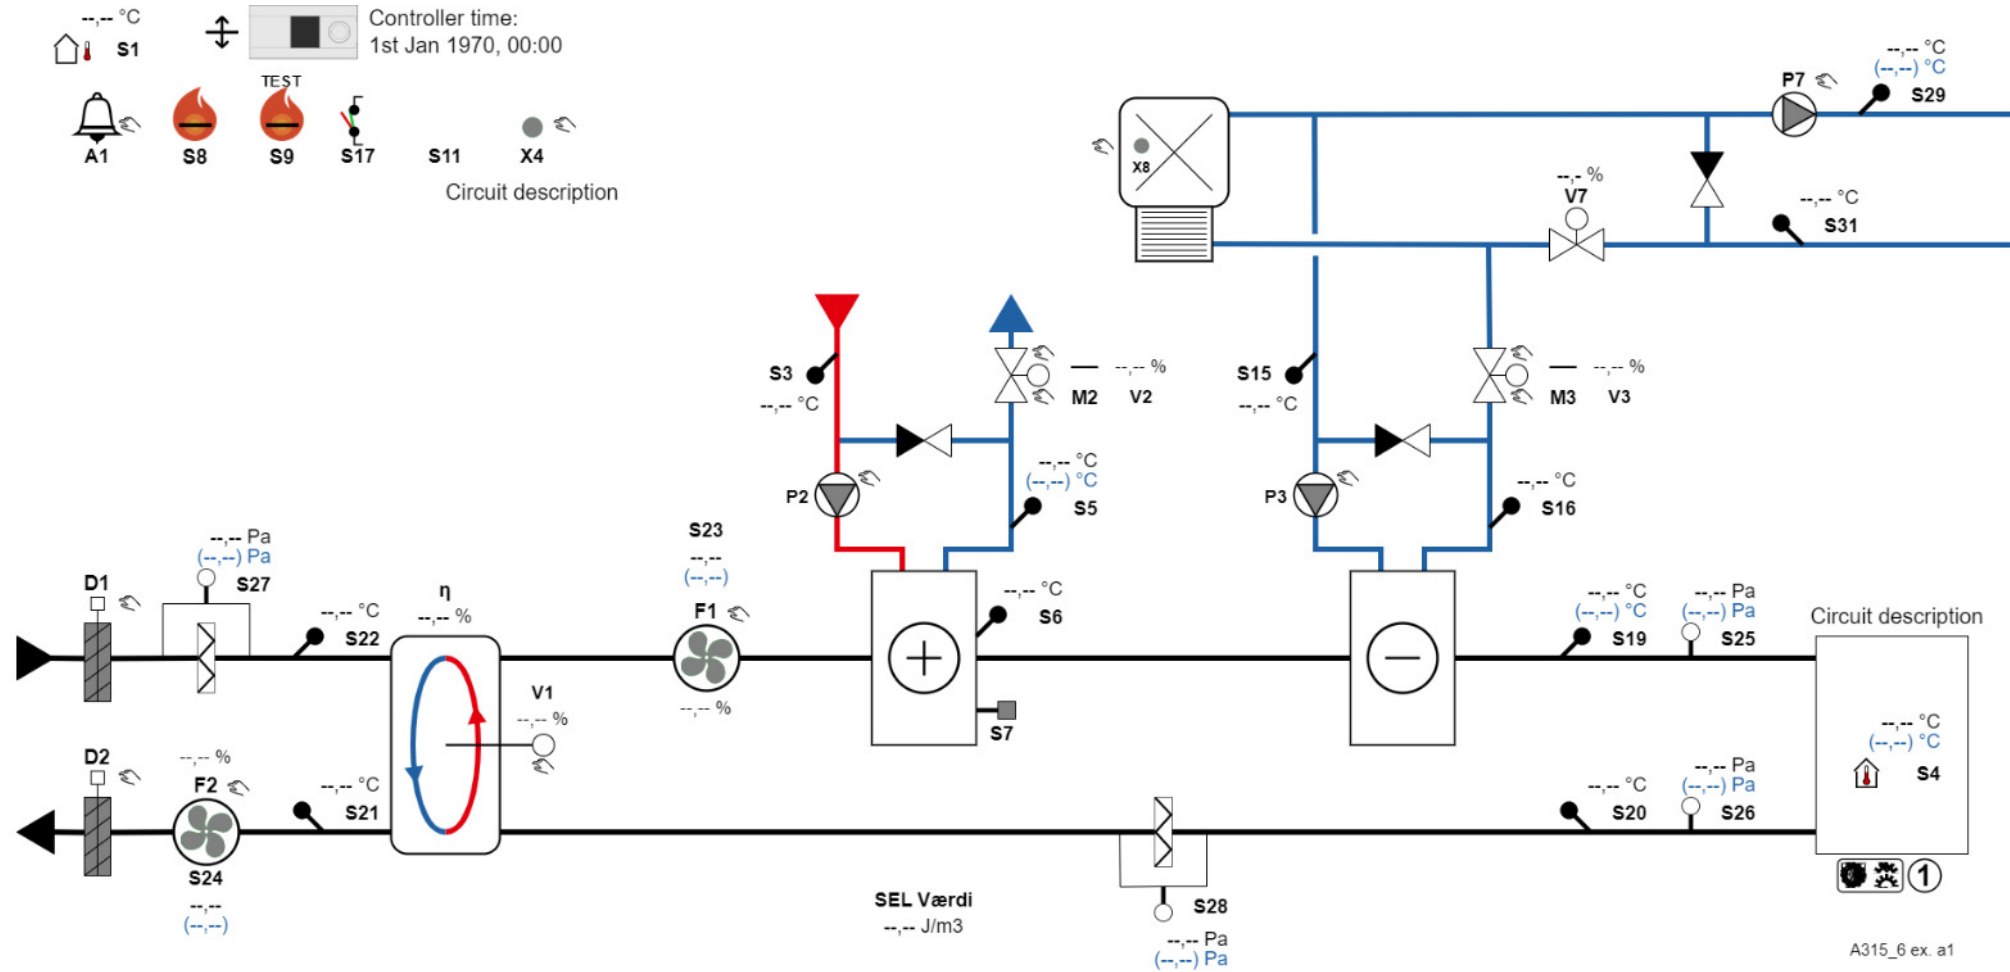 --,-- °C
S1
Controller time:
1st Jan 1970, 00:00
TEST
A1
S8
S9
S17
S11
X4
Circuit description
X8
P7
--,-- °C
(--,--) °C
S29
--,- %
V7
--,-- °C
S31
S3
--,-- °C
--,-- %
M2
V2
S15
--,-- °C
--,-- %
M3
V3
P2
--,-- °C
(--,--) °C
S5
P3
--,-- °C
S16
--,-- Pa
(--,--) Pa
S27
D1
--,-- °C
S22
η
--,-- %
S23
--,--
(--,--)
F1
--,-- %
--,-- °C
S6
S7
V1
--,-- %
--,-- °C
(--,--) °C
S19
--,-- Pa
(--,--) Pa
S25
Circuit description
--,-- °C
(--,--) °C
S4
D2
--,-- %
F2
S24
--,--
(--,--)
--,-- °C
S21
SEL Værdi
--,-- J/m3
S28
--,-- Pa
(--,--) Pa
--,-- °C
S20
--,-- Pa
(--,--) Pa
S26
1
A315_6 ex. a1